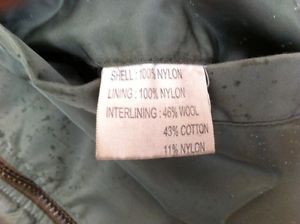 SHELL : 100% NYLON
LINING : 100% NYLON
INTERLINING : 46% WOOL
43% COTTON
11% NYLON